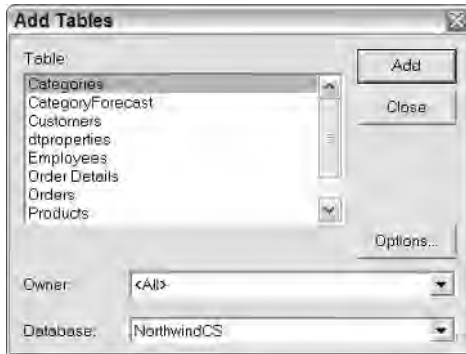 Add Tables
Table:
Add
Categories
CategoryForecast
Close
Customers
dtproperties
Employees
Order Details
Orders
Products
Options...
Owner:
<All>
Database:
NorthwindCS